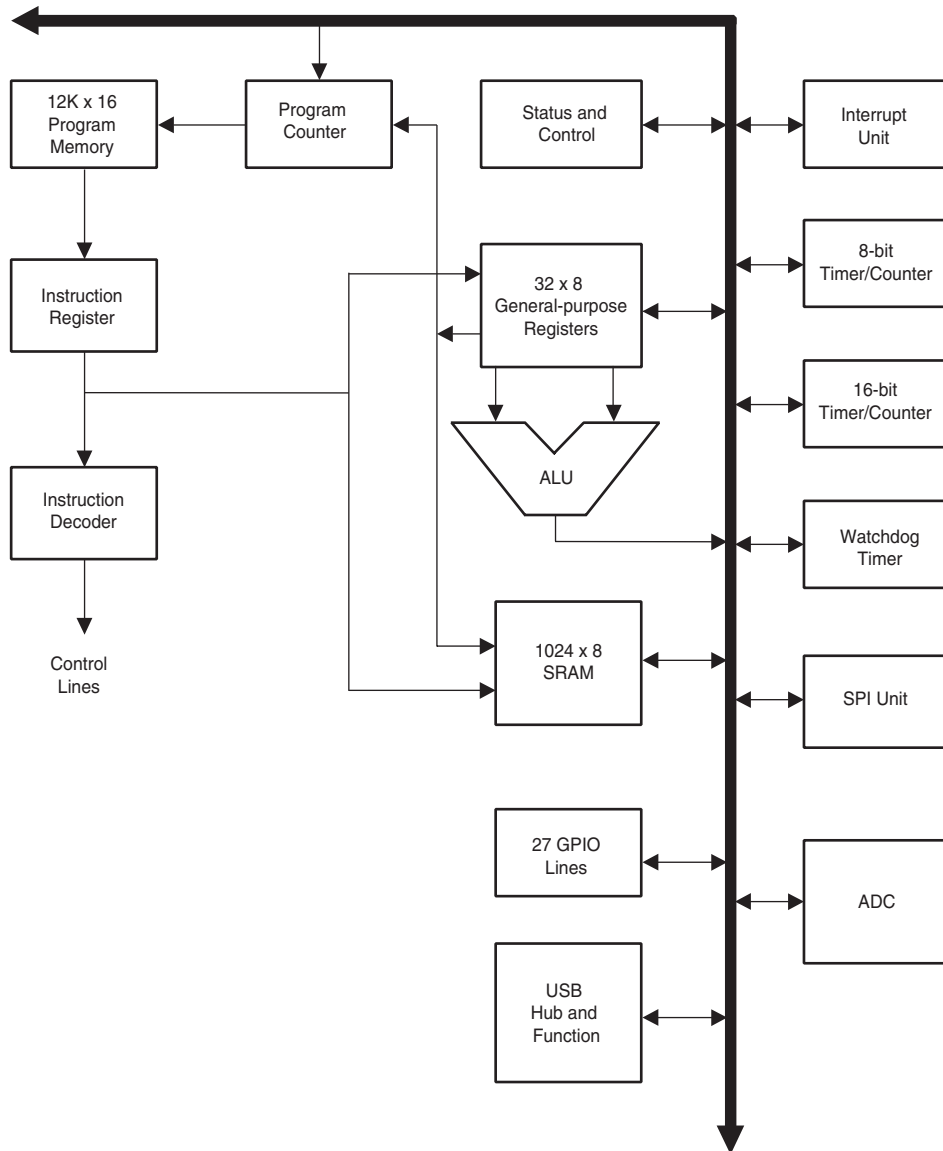 12K x 16
Program
Memory
Program
Counter
Status and
Control
Interrupt
Unit
Instruction
Register
32 x 8
General-purpose
Registers
8-bit
Timer/Counter
16-bit
Timer/Counter
Instruction
Decoder
ALU
Watchdog
Timer
Control
Lines
1024 x 8
SRAM
SPI Unit
27 GPIO
Lines
ADC
USB
Hub and
Function